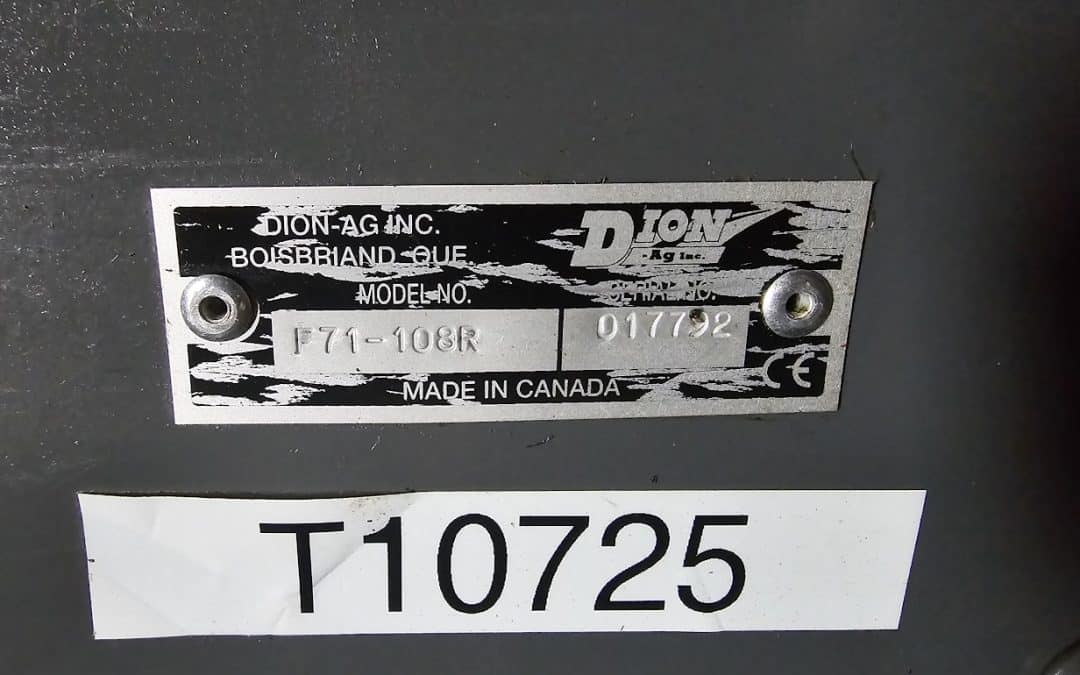 DION-AG INC.
BOISBRIAND QUE.
DION
-Ag Inc.
MODEL NO.
SERIAL NO.
F71-108R
017792
MADE IN CANADA
CE
T10725